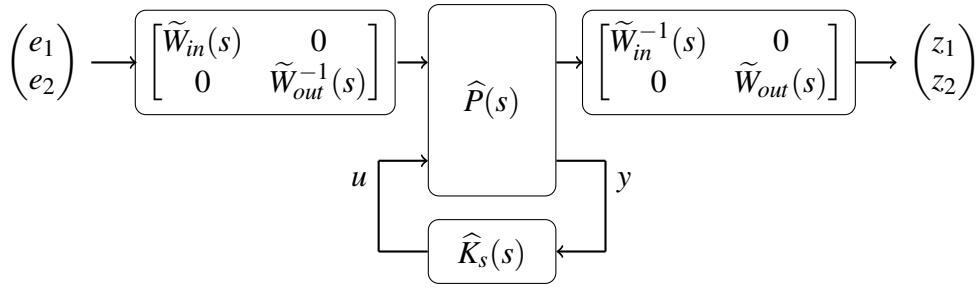 (e₁ e₂) [W̃ᵢₙ(s) 0 0 W̃ₒᵤₜ⁻¹(s)] P̂(s) [W̃ᵢₙ⁻¹(s) 0 0 W̃ₒᵤₜ(s)] (z₁ z₂)
u y
K̂ₛ(s)